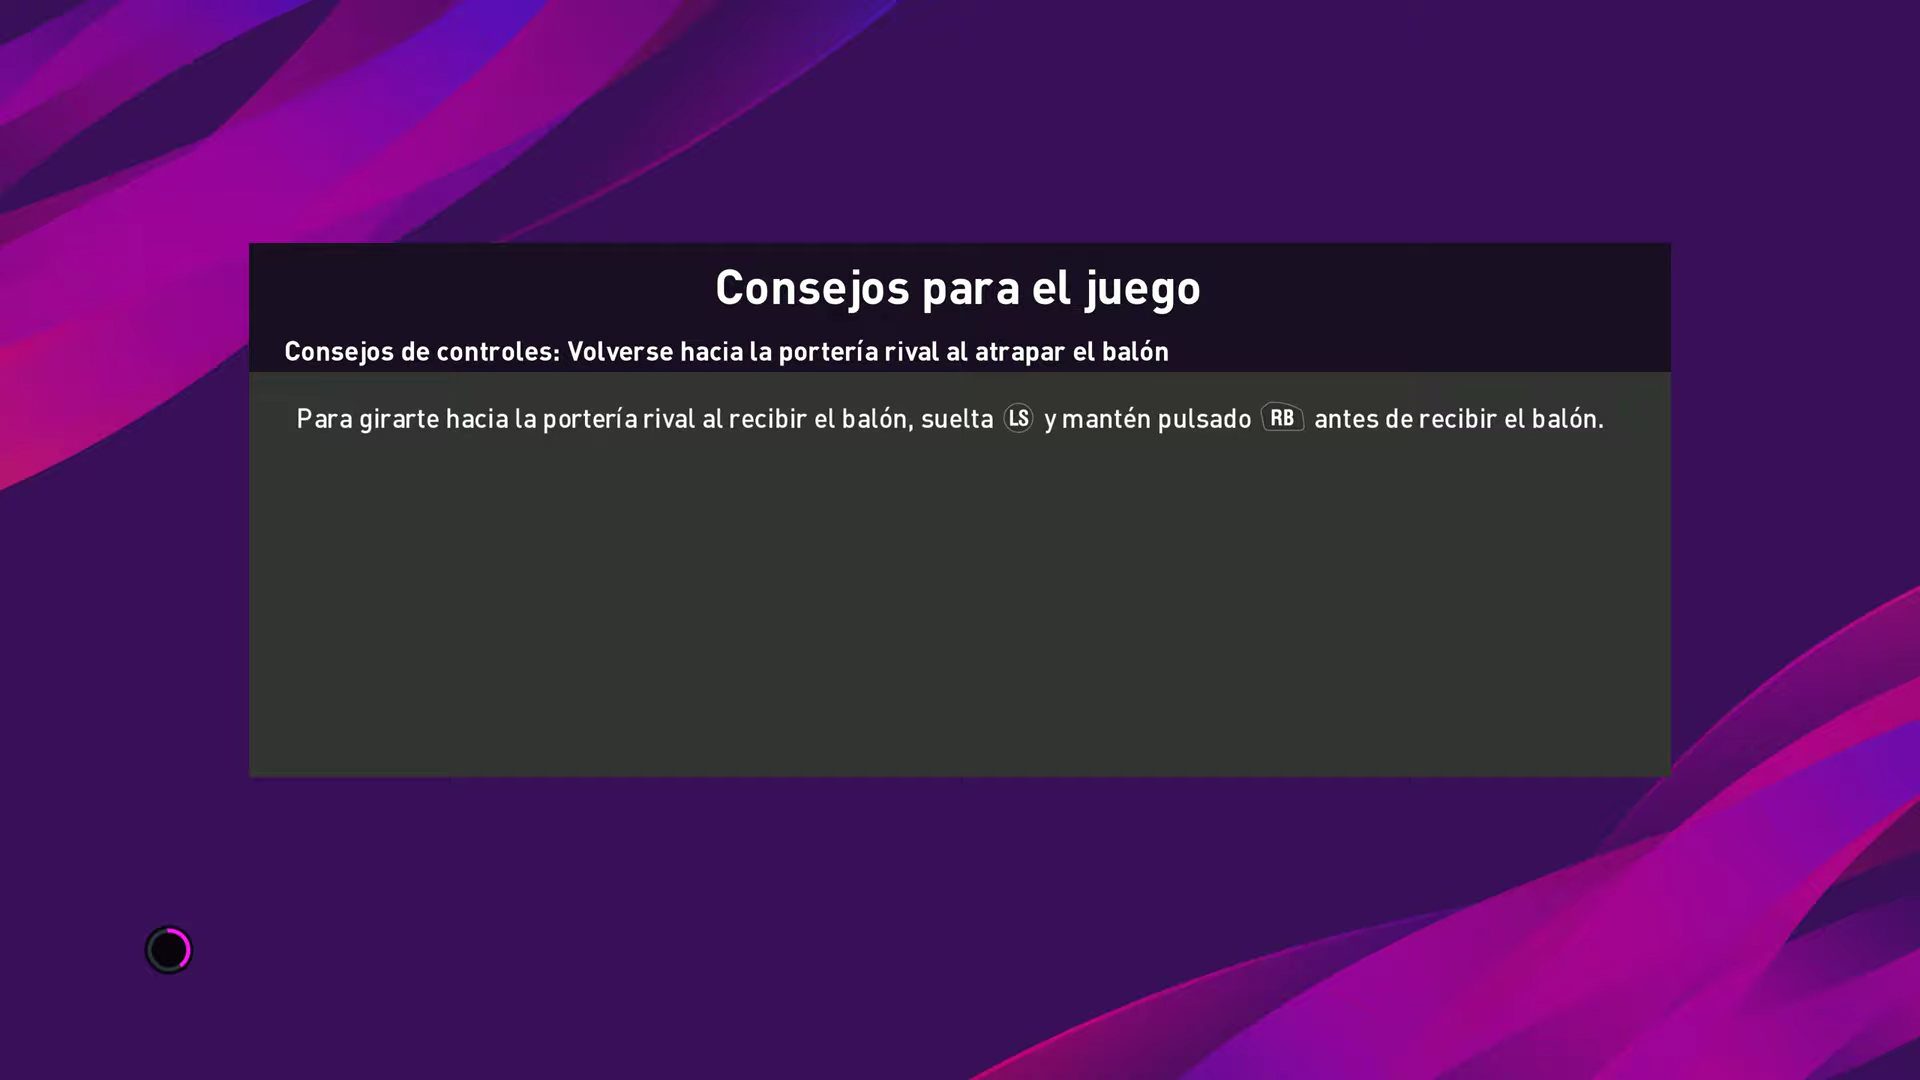 Consejos para el juego
Consejos de controles: Volverse hacia la portería rival al atrapar el balón
Para girarte hacia la portería rival al recibir el balón, suelta LS y mantén pulsado RB antes de recibir el balón.